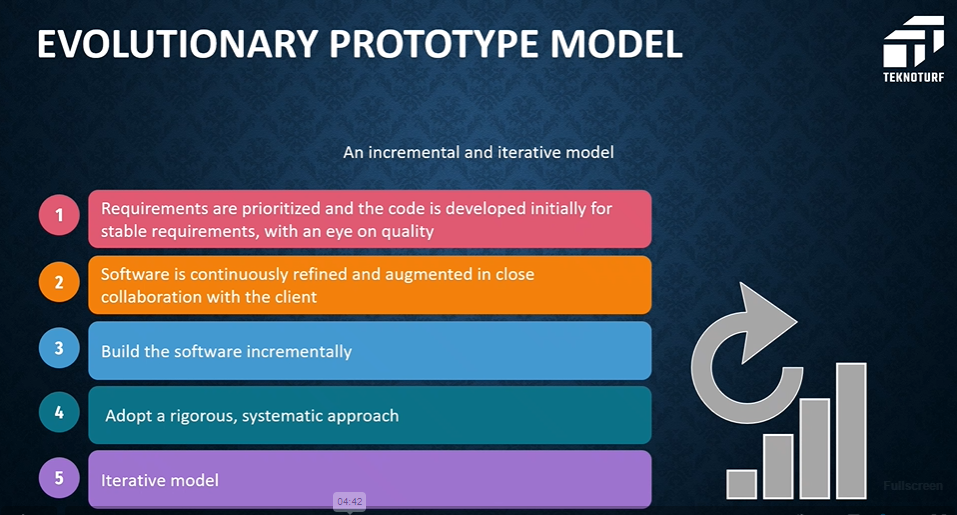 EVOLUTIONARY PROTOTYPE MODEL
TEKNOTURF
An incremental and iterative model
1
Requirements are prioritized and the code is developed initially for
stable requirements, with an eye on quality
2
Software is continuously refined and augmented in close
collaboration with the client
3
Build the software incrementally
4
Adopt a rigorous, systematic approach
5
Iterative model
04:42
Fullscreen